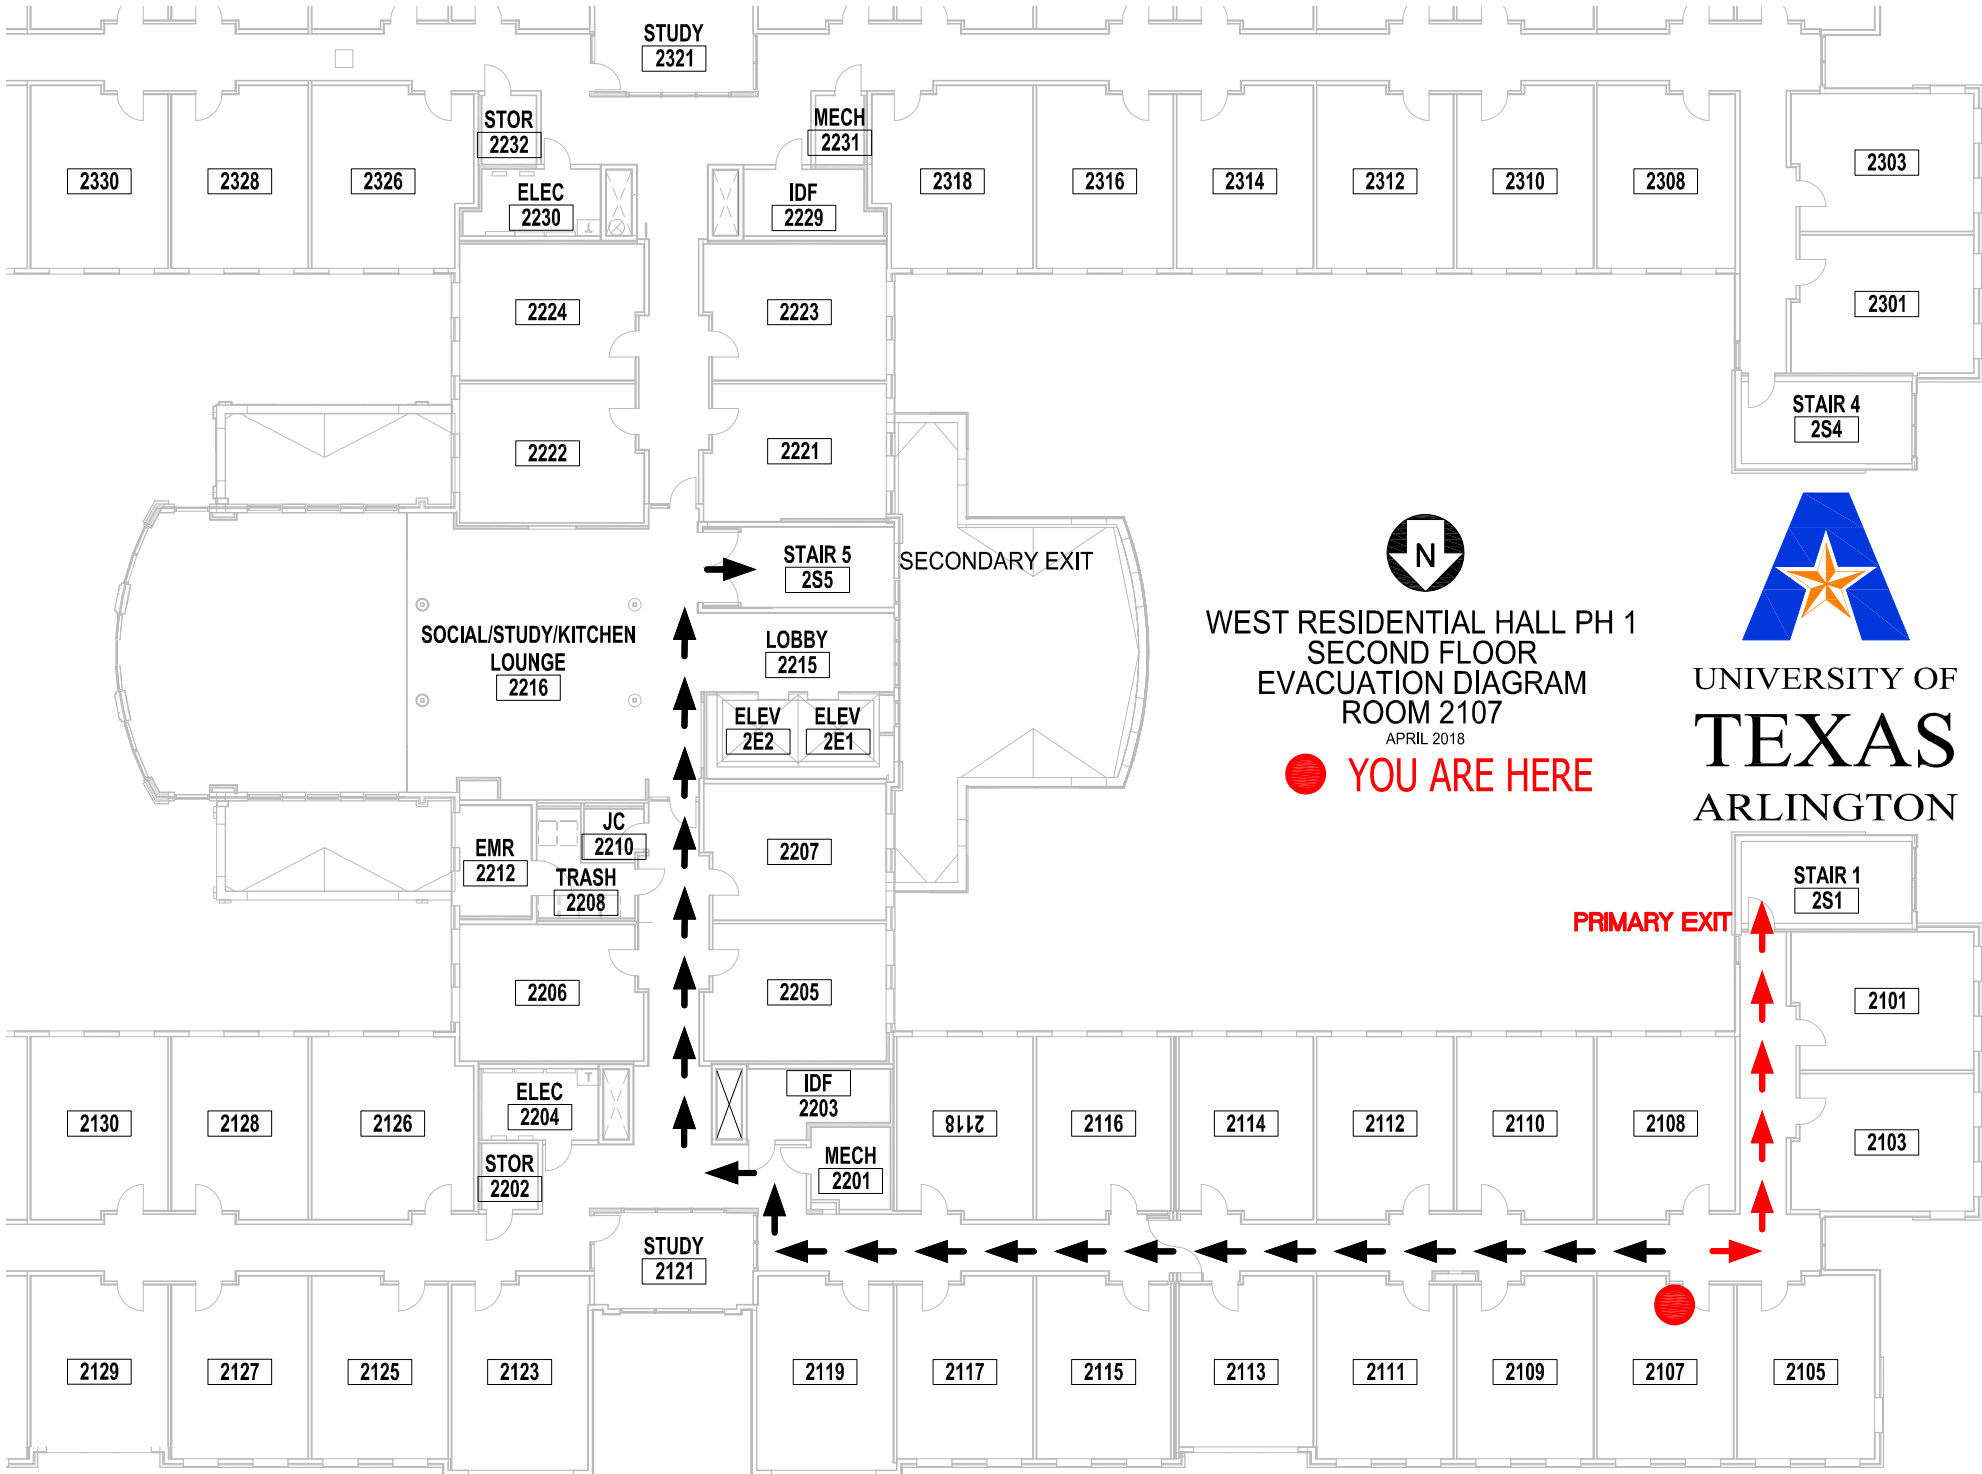 STUDY
2321
STOR
2232
MECH
2231
2330
2328
2326
ELEC
2230
IDF
2229
2318
2316
2314
2312
2310
2308
2303
2301
2224
2223
2222
2221
STAIR 4
2S4
STAIR 5
2S5
SECONDARY EXIT
N
SOCIAL/STUDY/KITCHEN
LOUNGE
2216
LOBBY
2215
ELEV
2E2
ELEV
2E1
WEST RESIDENTIAL HALL PH 1
SECOND FLOOR
EVACUATION DIAGRAM
ROOM 2107
APRIL 2018
YOU ARE HERE
UNIVERSITY OF
TEXAS
ARLINGTON
JC
2210
EMR
2212
TRASH
2208
2207
STAIR 1
2S1
PRIMARY EXIT
2206
2205
2101
ELEC
2204
T
IDF
2203
2130
2128
2126
2118
2116
2114
2112
2110
2108
2103
STOR
2202
MECH
2201
STUDY
2121
2129
2127
2125
2123
2119
2117
2115
2113
2111
2109
2107
2105